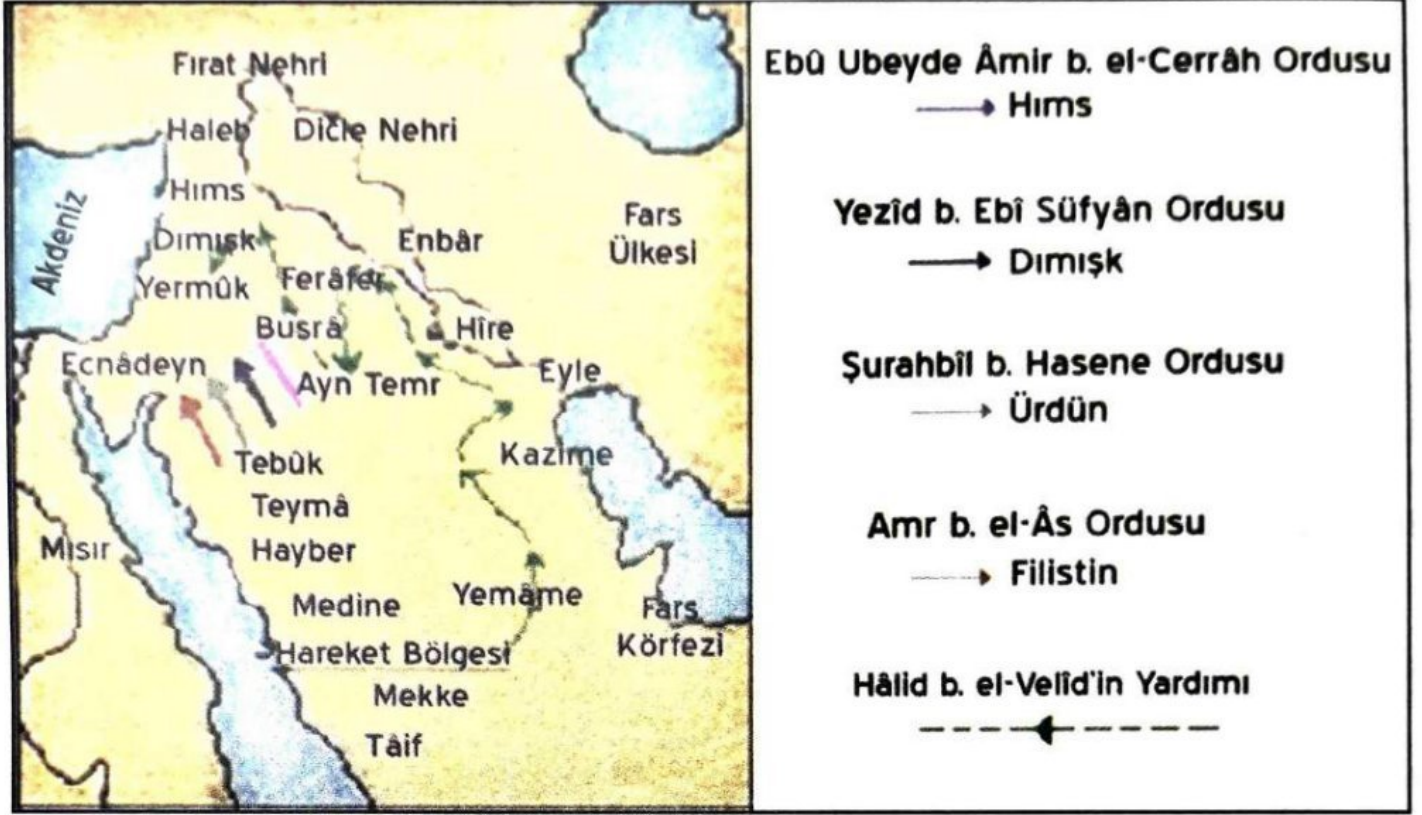 Fırat Nehri
Haleb
Dicle Nehri
Hıms
Akdeniz
Dımışk
Enbâr
Fars
Ülkesi
Yermûk
Ferâfer
Busrâ
Hîre
Ecnâdeyn
Ayn Temr
Eyle
Tebûk
Kazime
Teymâ
Mısır
Hayber
Medine
Yemâme
Fars
Körfezi
Hareket Bölgesi
Mekke
Tâif
Ebû Ubeyde Âmir b. el-Cerrâh Ordusu
Hıms
Yezîd b. Ebî Süfyân Ordusu
Dımışk
Şurahbîl b. Hasene Ordusu
Ürdün
Amr b. el-Âs Ordusu
Filistin
Hâlid b. el-Velîd'in Yardımı